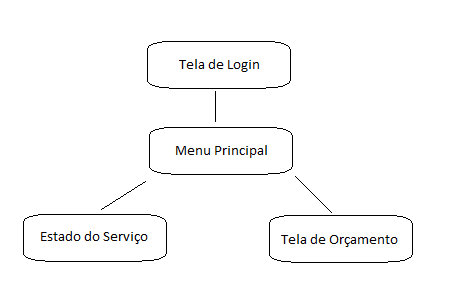 Tela de Login
Menu Principal
Estado do Serviço
Tela de Orçamento